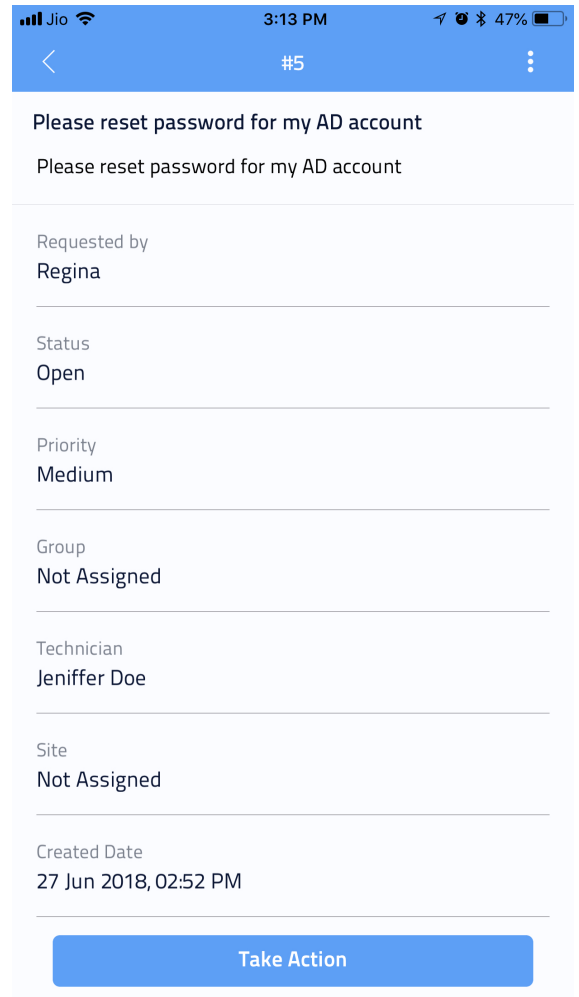 Jio 3:13 PM 47%
#5
Please reset password for my AD account
Please reset password for my AD account
Requested by
Regina
Status
Open
Priority
Medium
Group
Not Assigned
Technician
Jeniffer Doe
Site
Not Assigned
Created Date
27 Jun 2018, 02:52 PM
Take Action